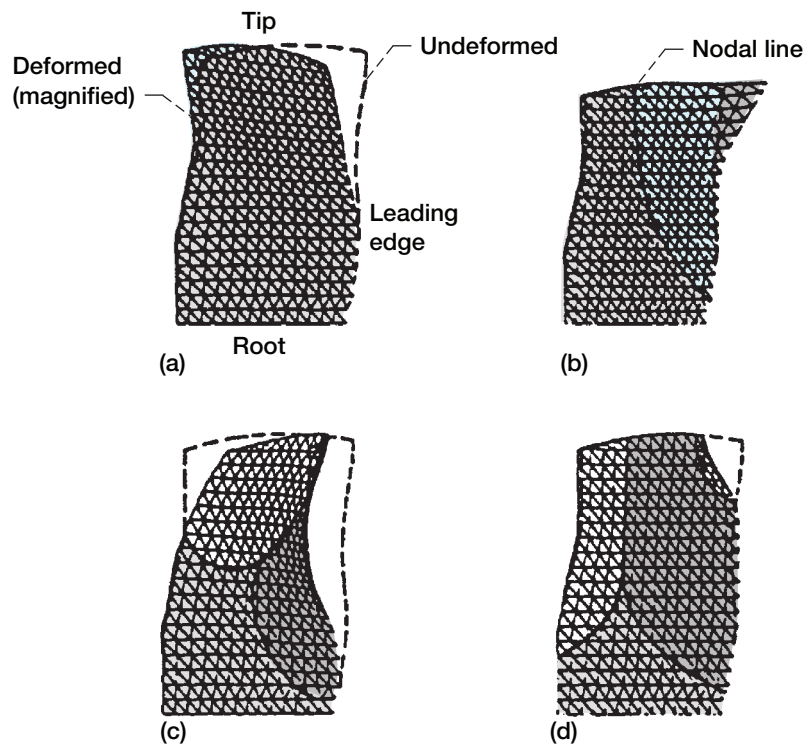 Tip
Undeformed
Deformed
(magnified)
Nodal line
Leading
edge
Root
(a)
(b)
(c)
(d)